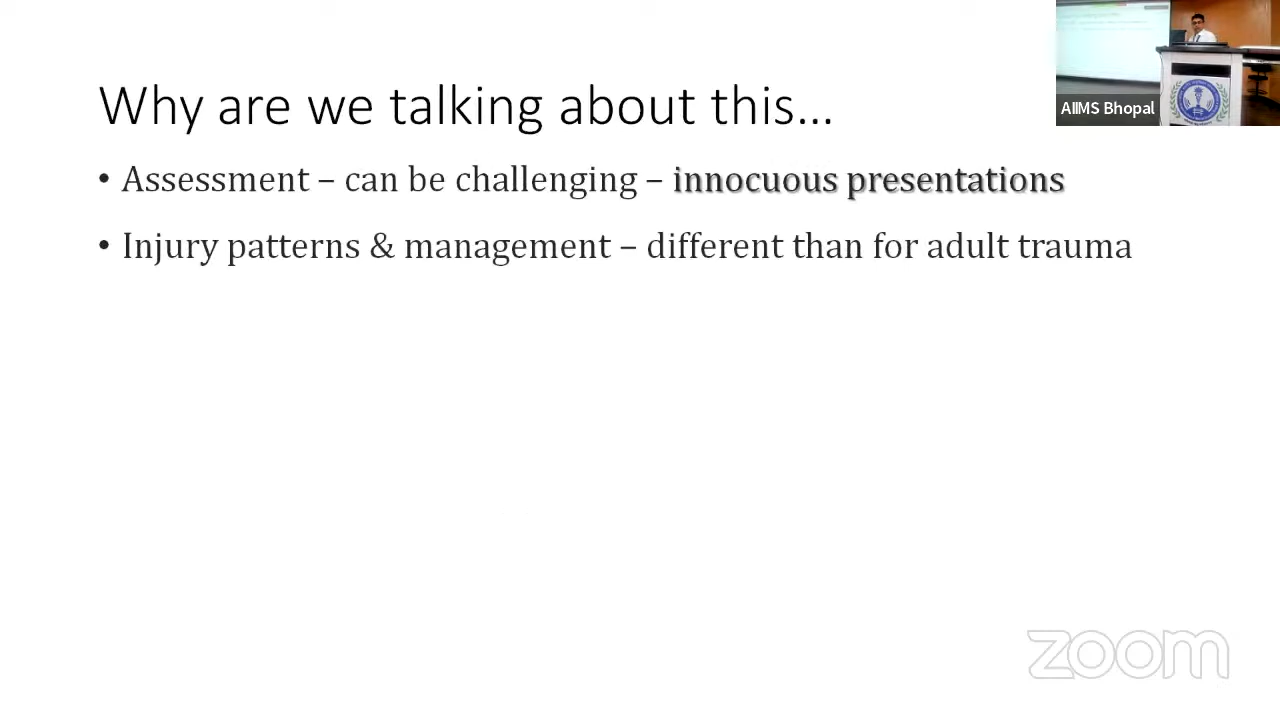 Why are we talking about this...
• Assessment – can be challenging – innocuous presentations
• Injury patterns & management – different than for adult trauma
AIIMS Bhopal
zoom